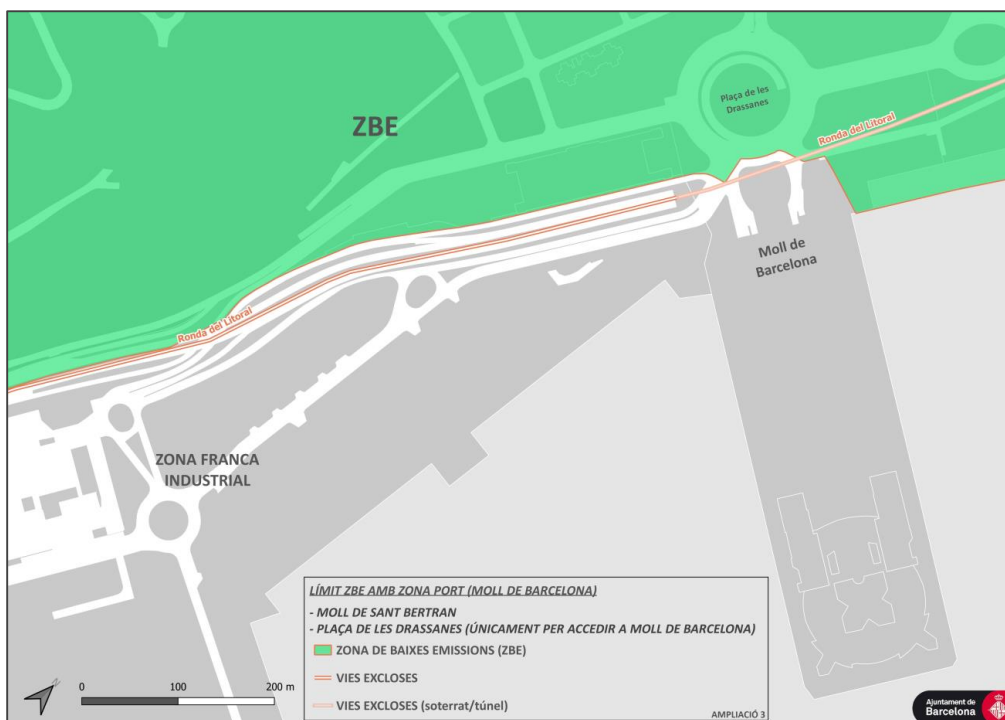 ZBE
Plaça de les
Drassanes
Ronda del Litoral
Moll de
Barcelona
Ronda del Litoral
ZONA FRANCA
INDUSTRIAL
LÍMIT ZBE AMB ZONA PORT (MOLL DE BARCELONA)
- MOLL DE SANT BERTRAN
- PLAÇA DE LES DRASSANES (ÚNICAMENT PER ACCEDIR A MOLL DE BARCELONA)
ZONA DE BAIXES EMISSIONS (ZBE)
VIES EXCLOSES
VIES EXCLOSES (soterrat/túnel)
AMPLIACIÓ 3
0 100 200 m
Ajuntament de
Barcelona